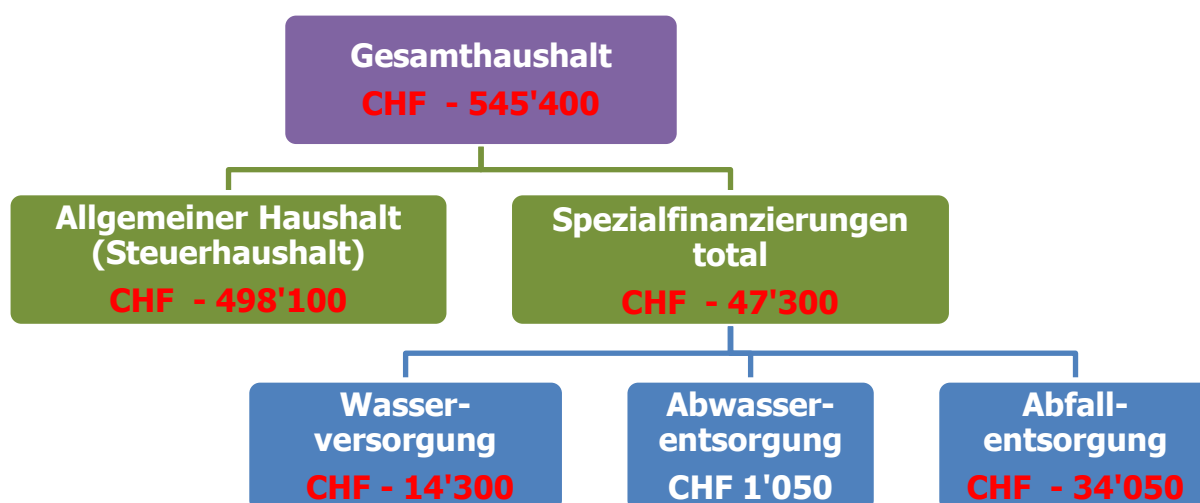 Gesamthaushalt
CHF - 545'400
Allgemeiner Haushalt
(Steuerhaushalt)
CHF - 498'100
Spezialfinanzierungen
total
CHF - 47'300
Wasser-
versorgung
CHF - 14'300
Abwasser-
entsorgung
CHF 1'050
Abfall-
entsorgung
CHF - 34'050